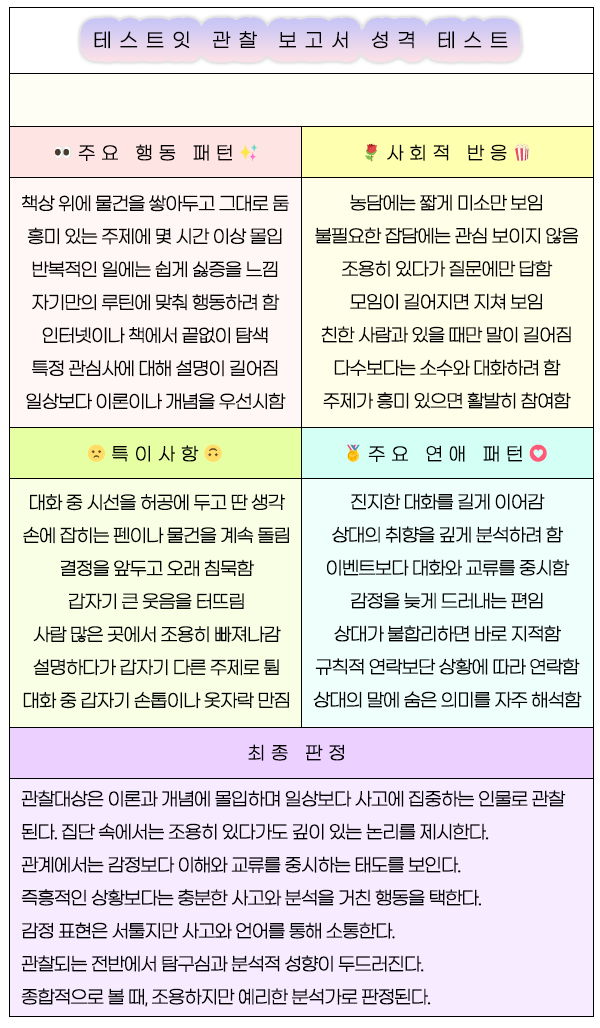 테스트잇 관찰 보고서 성격 테스트
👀주요 행동 패턴✨
책상 위에 물건을 쌓아두고 그대로 둠
흥미 있는 주제에 몇 시간 이상 몰입
반복적인 일에는 쉽게 싫증을 느낌
자기만의 루틴에 맞춰 행동하려 함
인터넷이나 책에서 끝없이 탐색
특정 관심사에 대해 설명이 길어짐
일상보다 이론이나 개념을 우선시함
🌹사회적 반응🍿
농담에는 짧게 미소만 보임
불필요한 잡담에는 관심 보이지 않음
조용히 있다가 질문에만 답함
모임이 길어지면 지쳐 보임
친한 사람과 있을 때만 말이 길어짐
다수보다는 소수와 대화하려 함
주제가 흥미 있으면 활발히 참여함
🙁특이사항🙃
대화 중 시선을 허공에 두고 딴 생각
손에 잡히는 펜이나 물건을 계속 돌림
결정을 앞두고 오래 침묵함
갑자기 큰 웃음을 터뜨림
사람 많은 곳에서 조용히 빠져나감
설명하다가 갑자기 다른 주제로 튐
대화 중 갑자기 손톱이나 옷자락 만짐
🏅주요 연애 패턴💟
진지한 대화를 길게 이어감
상대의 취향을 깊게 분석하려 함
이벤트보다 대화와 교류를 중시함
감정을 늦게 드러내는 편임
상대가 불합리하면 바로 지적함
규칙적 연락보단 상황에 따라 연락함
상대의 말에 숨은 의미를 자주 해석함
최종 판정
관찰대상은 이론과 개념에 몰입하며 일상보다 사고에 집중하는 인물로 관찰
된다. 집단 속에서는 조용히 있다가도 깊이 있는 논리를 제시한다.
관계에서는 감정보다 이해와 교류를 중시하는 태도를 보인다.
즉흥적인 상황보다는 충분한 사고와 분석을 거친 행동을 택한다.
감정 표현은 서툴지만 사고와 언어를 통해 소통한다.
관찰되는 전반에서 탐구심과 분석적 성향이 두드러진다.
종합적으로 볼 때, 조용하지만 예리한 분석가로 판정된다.